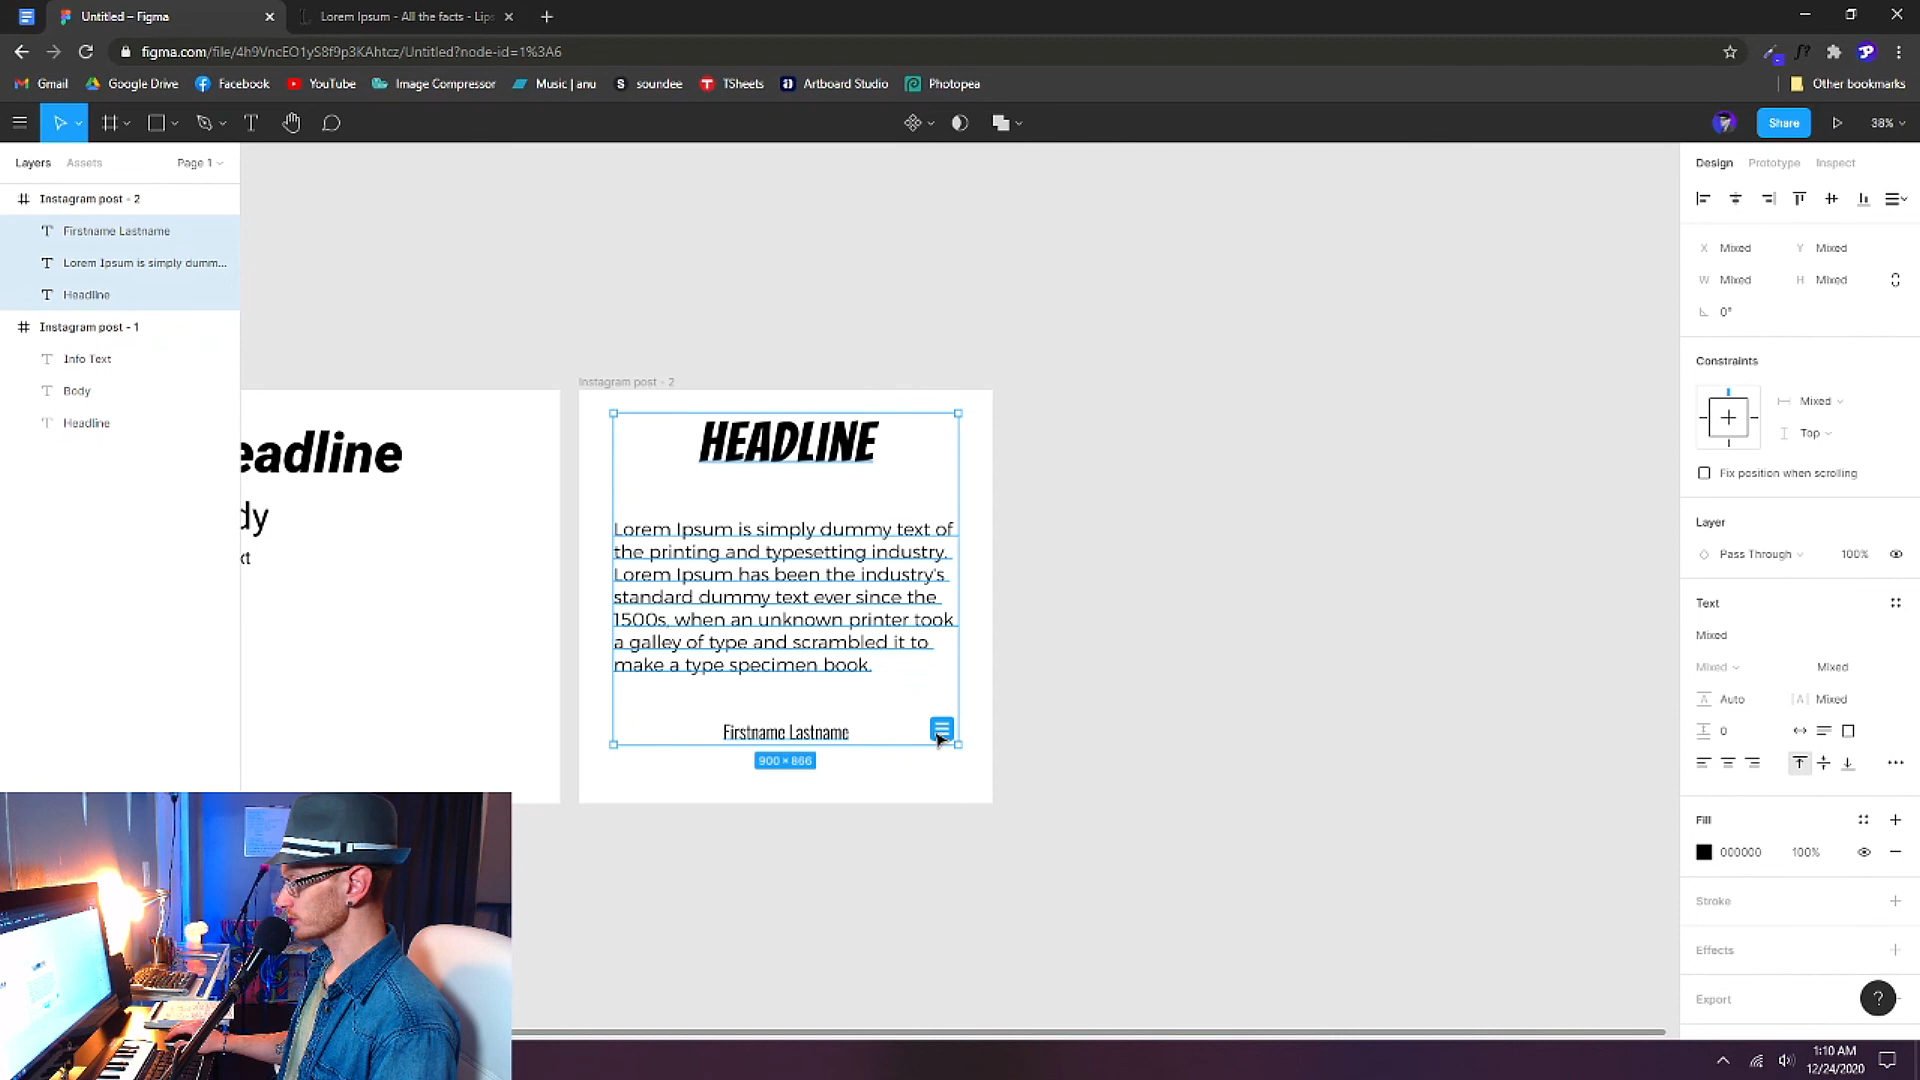 Untitled – Figma
Lorem Ipsum - All the facts - Lips
figma.com/file/4h9VncEO1yS8f9p3KAhtcz/Untitled?node-id=1%3A6
Gmail
Google Drive
Facebook
YouTube
Image Compressor
Music | anu
soundee
TSheets
Artboard Studio
Photopea
Other bookmarks
Share
38%
Layers
Assets
Page 1
Design
Prototype
Inspect
Instagram post - 2
Firstname Lastname
Lorem Ipsum is simply dumm...
Headline
Instagram post - 1
Info Text
Body
Headline
eadline
dy
xt
Instagram post - 2
HEADLINE
Lorem Ipsum is simply dummy text of
the printing and typesetting industry.
Lorem Ipsum has been the industry's
standard dummy text ever since the
1500s, when an unknown printer took
a galley of type and scrambled it to
make a type specimen book.
Firstname Lastname
900 × 866
X Mixed Y Mixed
W Mixed H Mixed
0°
Constraints
Mixed
Top
Fix position when scrolling
Layer
Pass Through 100%
Text
Mixed
Mixed Mixed
Auto Mixed
0
Fill
000000 100%
Stroke
Effects
Export
?
1:10 AM
12/24/2020